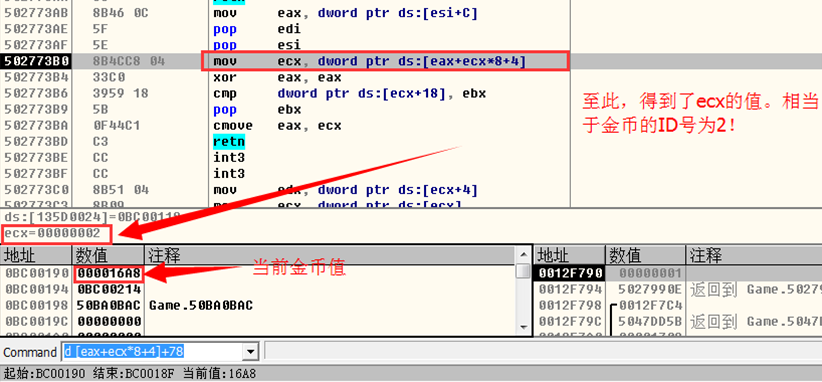 502773AC 8B46 0C mov eax, dword ptr ds:[esi+C]
502773AE 5F pop edi
502773AF 5E pop esi
502773B0 8B4CC8 04 mov ecx, dword ptr ds:[eax+ecx*8+4]
502773B4 33C0 xor eax, eax
502773B6 3959 18 cmp dword ptr ds:[ecx+18], ebx
502773B9 5B pop ebx
502773BA 0F44C1 cmove eax, ecx
502773BD C3 retn
502773BE CC int3
502773BF CC int3
502773C0 8B51 04 mov edx, dword ptr ds:[ecx+4]
502773C3 8B09 mov ecx, dword ptr ds:[ecx]
至此，得到了ecx的值。相当
于金币的ID号为2！
ds:[135D0024]=0BC00118
ecx=00000002
地址 数值 注释
0BC00190 000016A8
0BC00194 0BC00214
0BC00198 50BA0BAC Game.50BA0BAC
0BC0019C 00000000
当前金币值
地址 数值 注释
0012F790 00000001
0012F794 5027990E 返回到 Game.5027
0012F798 0012F7C4
0012F79C 5047DD5B 返回到 Game.5047
Command d [eax+ecx*8+4]+78
起始:BC00190 结束:BC0018F 当前值:16A8